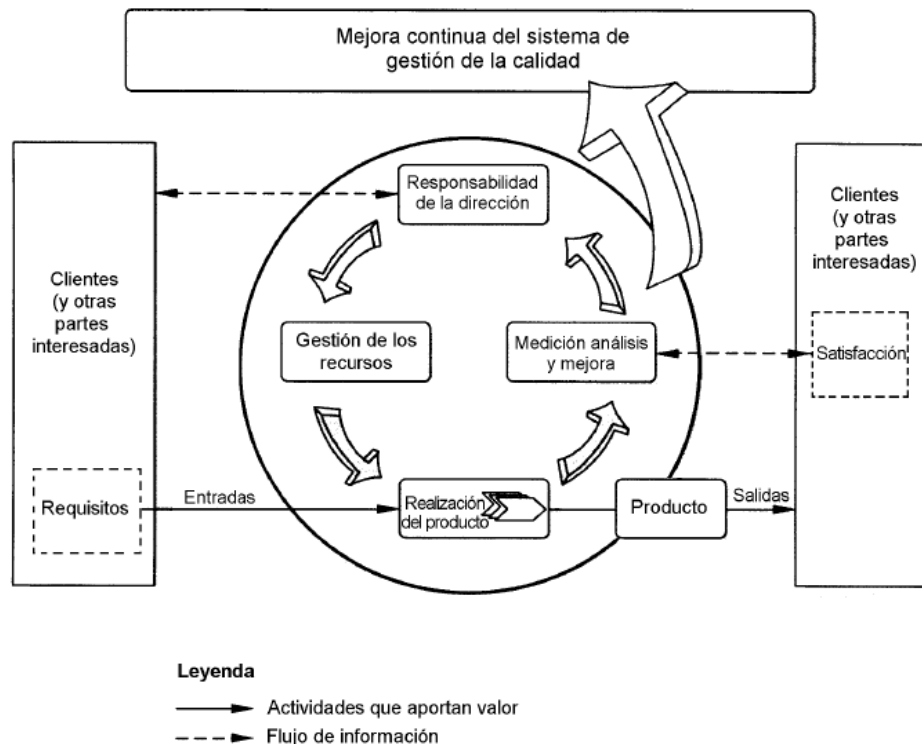 Mejora continua del sistema de
gestión de la calidad
Responsabilidad
de la dirección
Clientes
(y otras
partes
interesadas)
Clientes
(y otras
partes
interesadas)
Gestión de los
recursos
Medición análisis
y mejora
Satisfacción
Requisitos
Entradas
Realización
del producto
Producto
Salidas
Leyenda
Actividades que aportan valor
Flujo de información